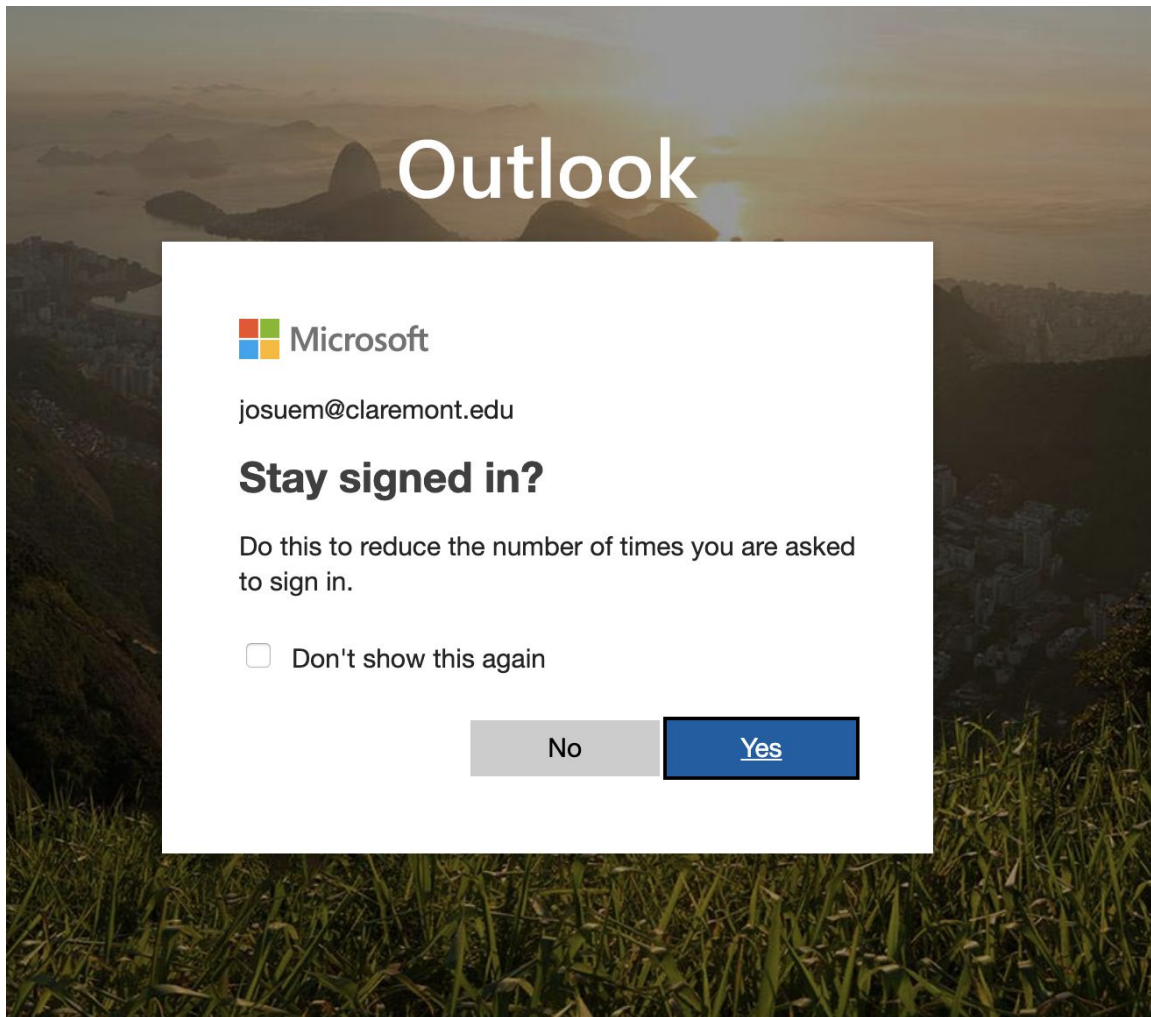 Outlook
Microsoft
josuem@claremont.edu
Stay signed in?
Do this to reduce the number of times you are asked
to sign in.
Don't show this again
No
Yes